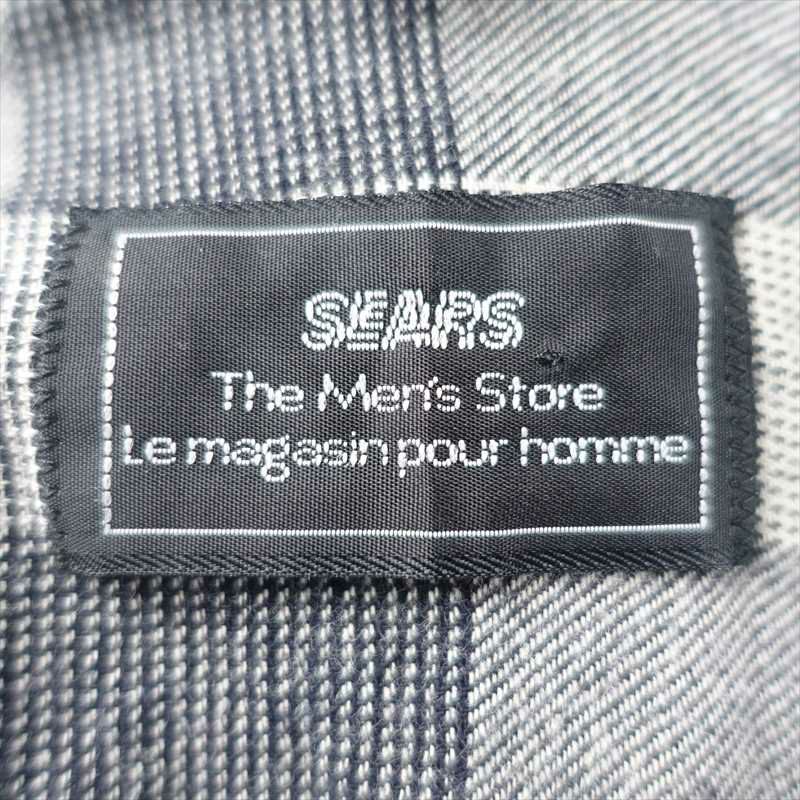 SEARS
The Men's Store
Le magasin pour homme